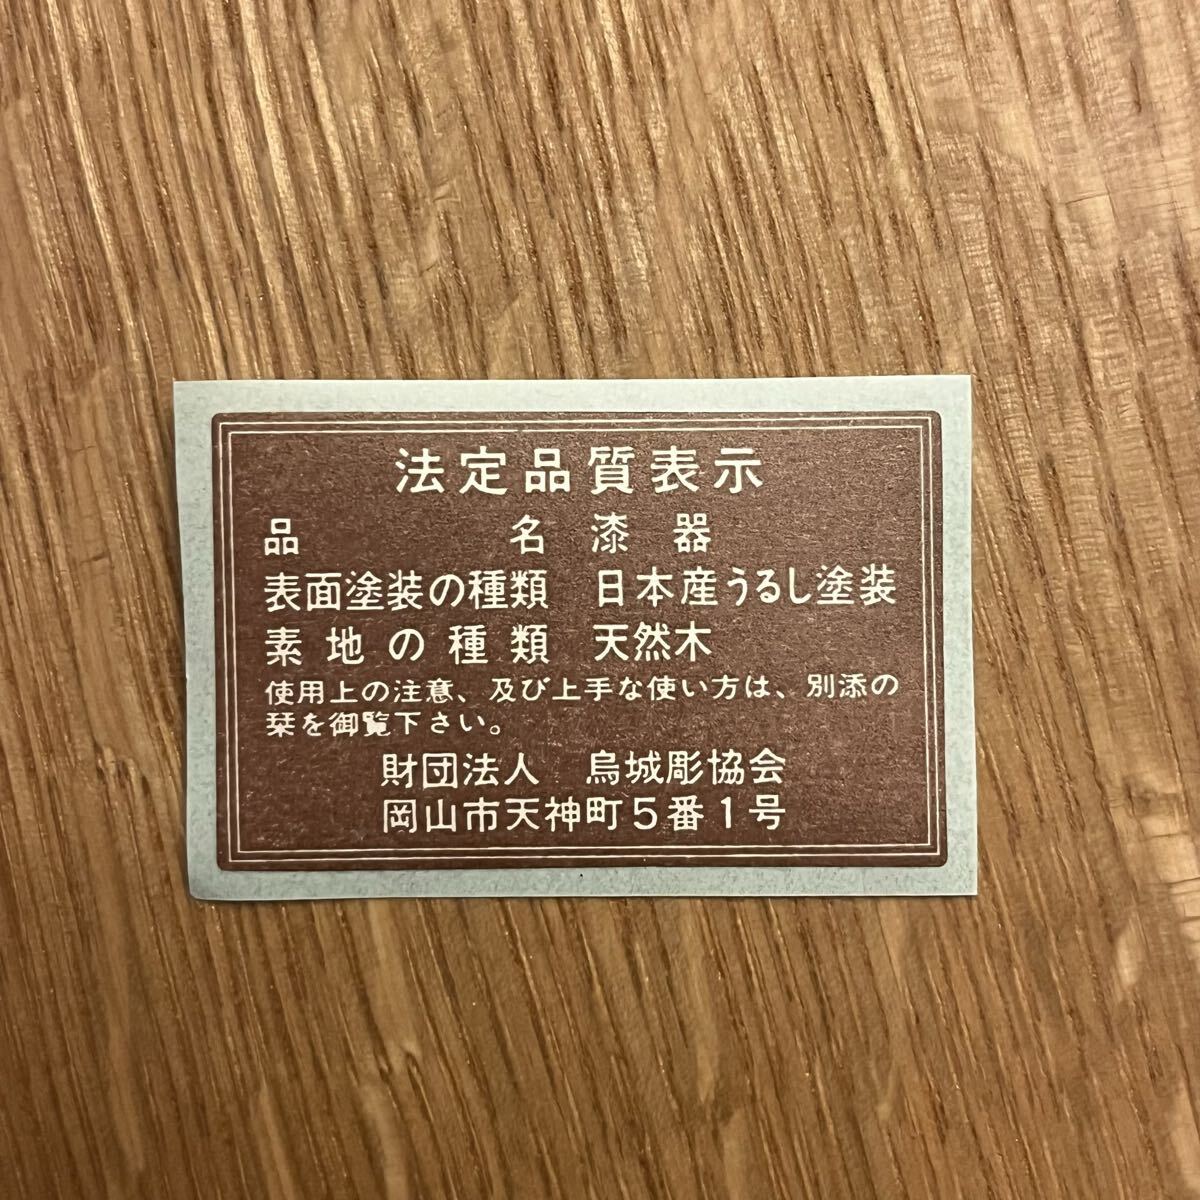 法定品質表示
品名 漆器
表面塗装の種類 日本産うるし塗装
素地の種類 天然木
使用上の注意、及び上手な使い方は、別添の
栞を御覧下さい。
財団法人 烏城彫協会
岡山市天神町5番1号